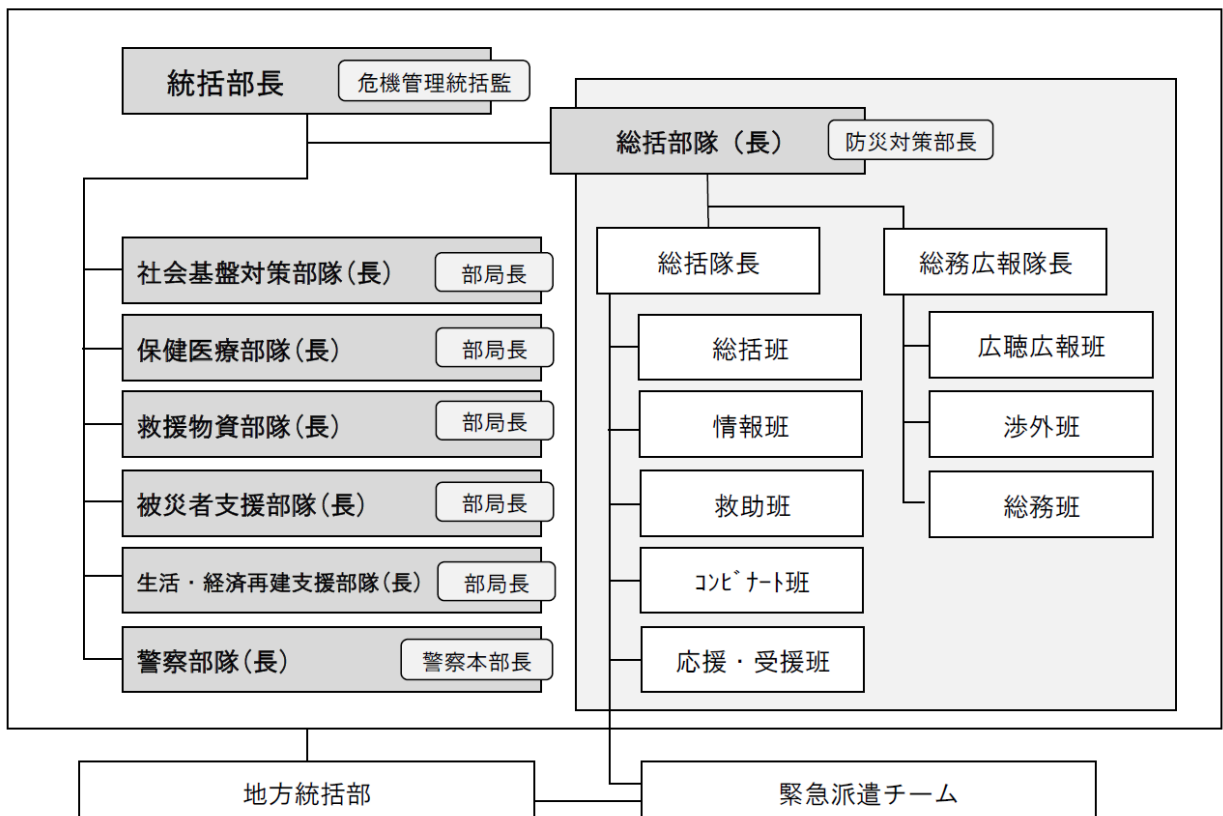 統括部長
危機管理統括監
総括部隊（長）
防災対策部長
社会基盤対策部隊（長）
部局長
保健医療部隊（長）
部局長
救援物資部隊（長）
部局長
被災者支援部隊（長）
部局長
生活・経済再建支援部隊（長）
部局長
警察部隊（長）
警察本部長
総括隊長
総括班
情報班
救助班
ｺﾝﾋﾞﾅｰﾄ班
応援・受援班
総務広報隊長
広聴広報班
渉外班
総務班
地方統括部
緊急派遣チーム